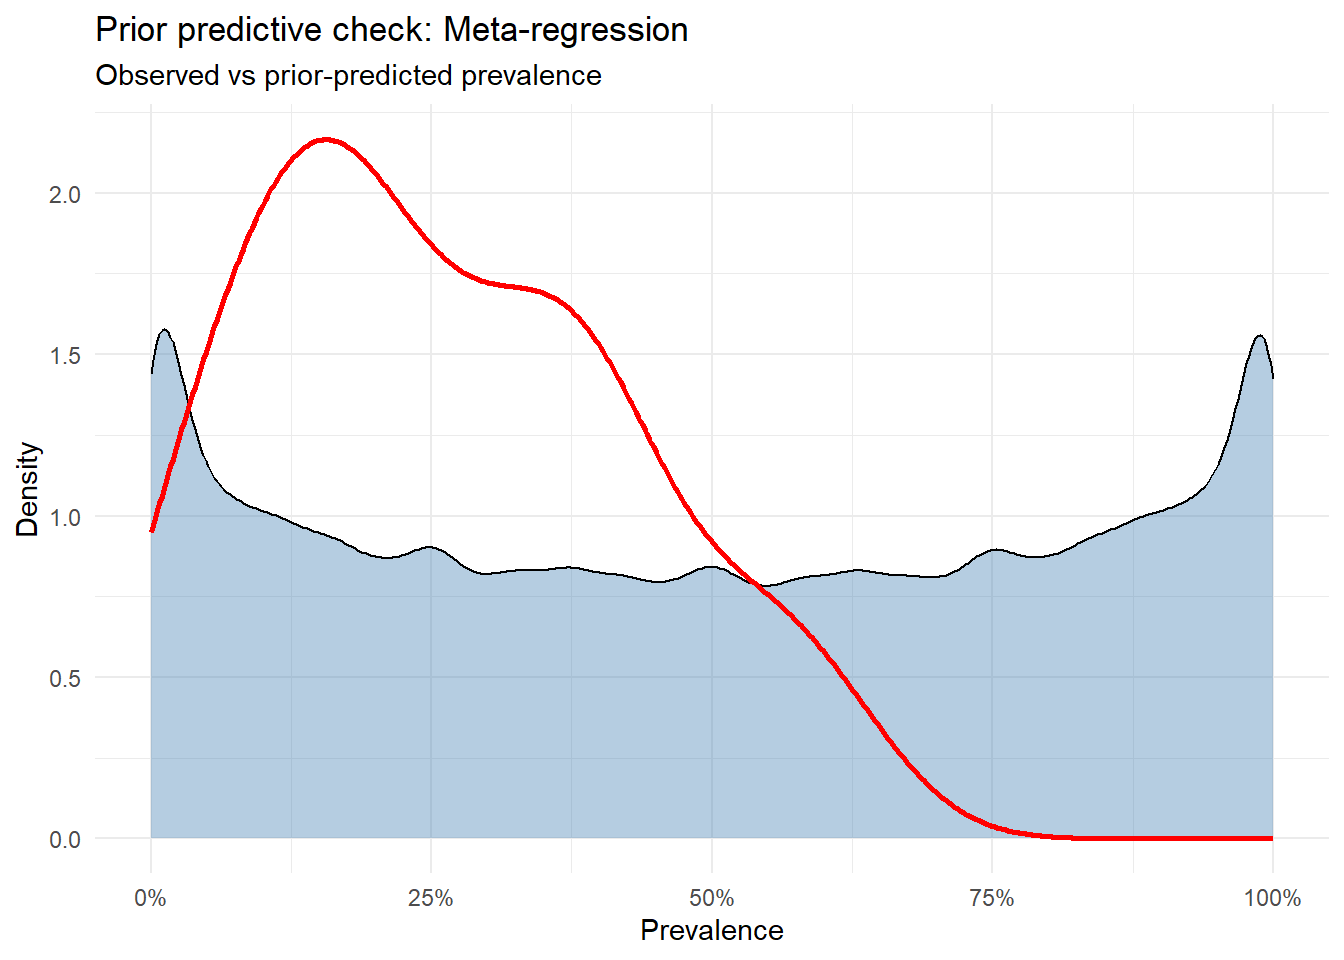 Prior predictive check: Meta-regression
Observed vs prior-predicted prevalence
Density
2.0
1.5
1.0
0.5
0.0
0% 25% 50% 75% 100%
Prevalence